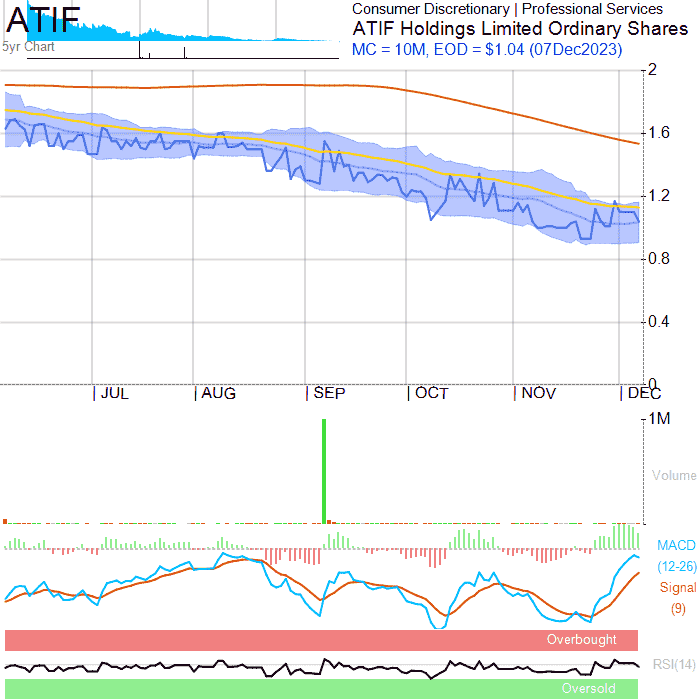 ATIF
5yr Chart
Consumer Discretionary | Professional Services
ATIF Holdings Limited Ordinary Shares
MC = 10M, EOD = $1.04 (07Dec2023)
2
1.6
1.2
0.8
0.4
0
JUL AUG SEP OCT NOV DEC
1M
Volume
MACD
(12-26)
Signal
(9)
Overbought
RSI(14)
Oversold